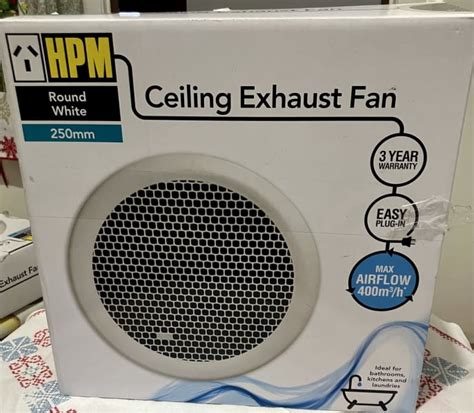 HPM
Round
White
250mm
Ceiling Exhaust Fan
3 YEAR
WARRANTY
EASY
PLUG-IN
MAX
AIRFLOW
400m³/h*
Ideal for
bathrooms,
kitchens and
laundries
Exhaust Fan